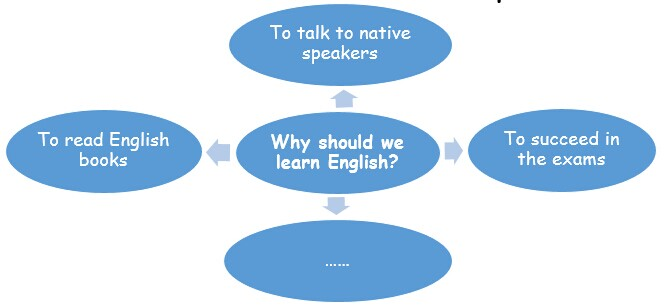 To talk to native
speakers
To read English
books
Why should we
learn English?
To succeed in
the exams
......